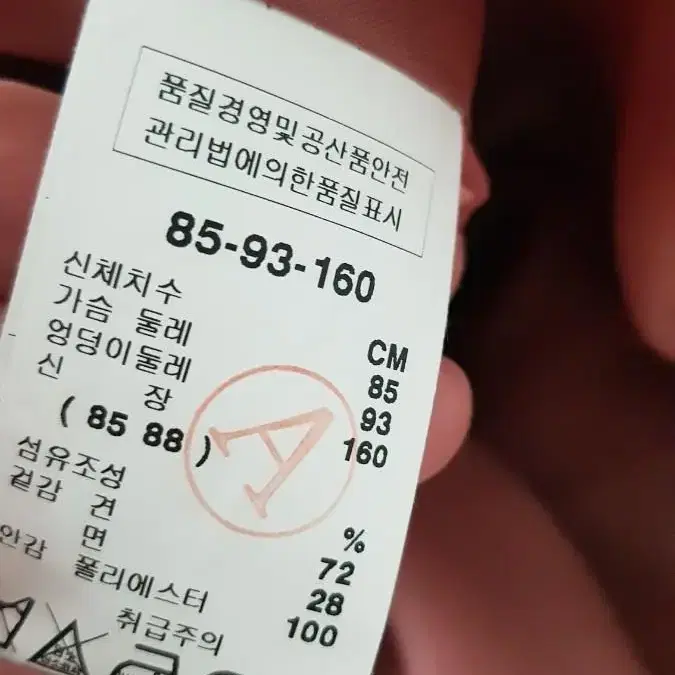 품질경영및공산품안전
관리법에의한품질표시
85-93-160
신체치수 CM
가슴 둘레 85
엉덩이둘레 93
신 장 160
( 85 88 )
A
섬유조성 %
겉감 견 72
면 28
안감 폴리에스터 100
취급주의